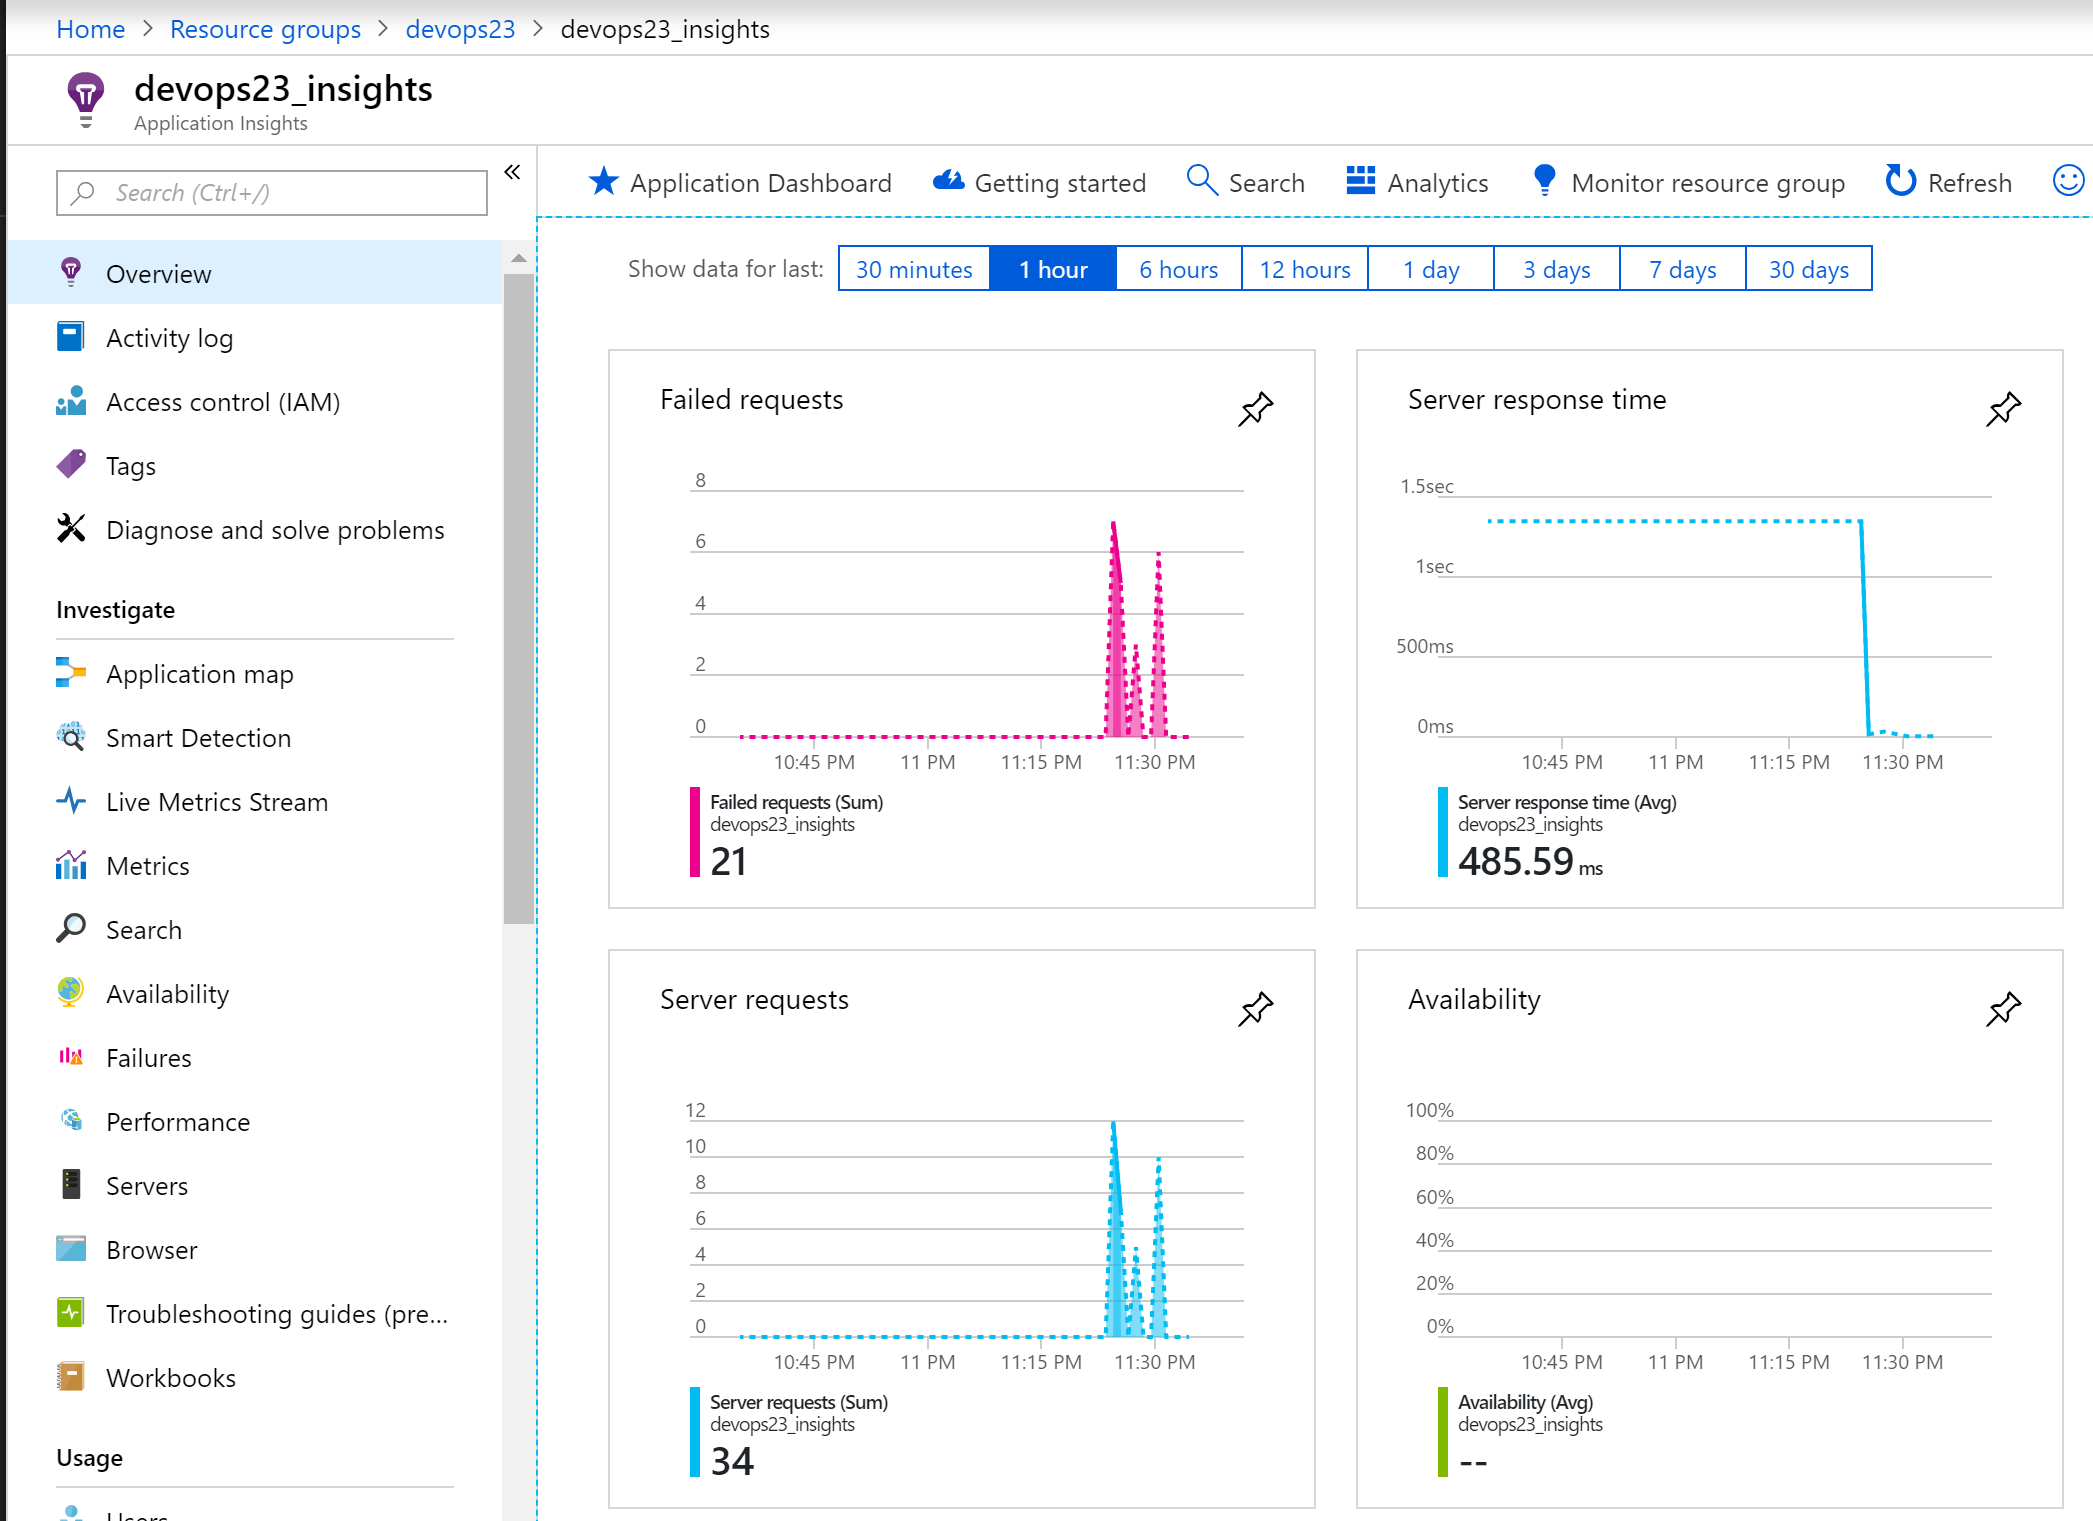 Home > Resource groups > devops23 > devops23_insights
devops23_insights
Application Insights
Search (Ctrl+/)
«
Overview
Activity log
Access control (IAM)
Tags
Diagnose and solve problems
Investigate
Application map
Smart Detection
Live Metrics Stream
Metrics
Search
Availability
Failures
Performance
Servers
Browser
Troubleshooting guides (pre...
Workbooks
Usage
Users
Application Dashboard Getting started Search Analytics Monitor resource group Refresh
Show data for last: 30 minutes 1 hour 6 hours 12 hours 1 day 3 days 7 days 30 days
Failed requests
8
6
4
2
0
10:45 PM 11 PM 11:15 PM 11:30 PM
Failed requests (Sum)
devops23_insights
21
Server response time
1.5sec
1sec
500ms
0ms
10:45 PM 11 PM 11:15 PM 11:30 PM
Server response time (Avg)
devops23_insights
485.59 ms
Server requests
12
10
8
6
4
2
0
10:45 PM 11 PM 11:15 PM 11:30 PM
Server requests (Sum)
devops23_insights
34
Availability
100%
80%
60%
40%
20%
0%
10:45 PM 11 PM 11:15 PM 11:30 PM
Availability (Avg)
devops23_insights
--